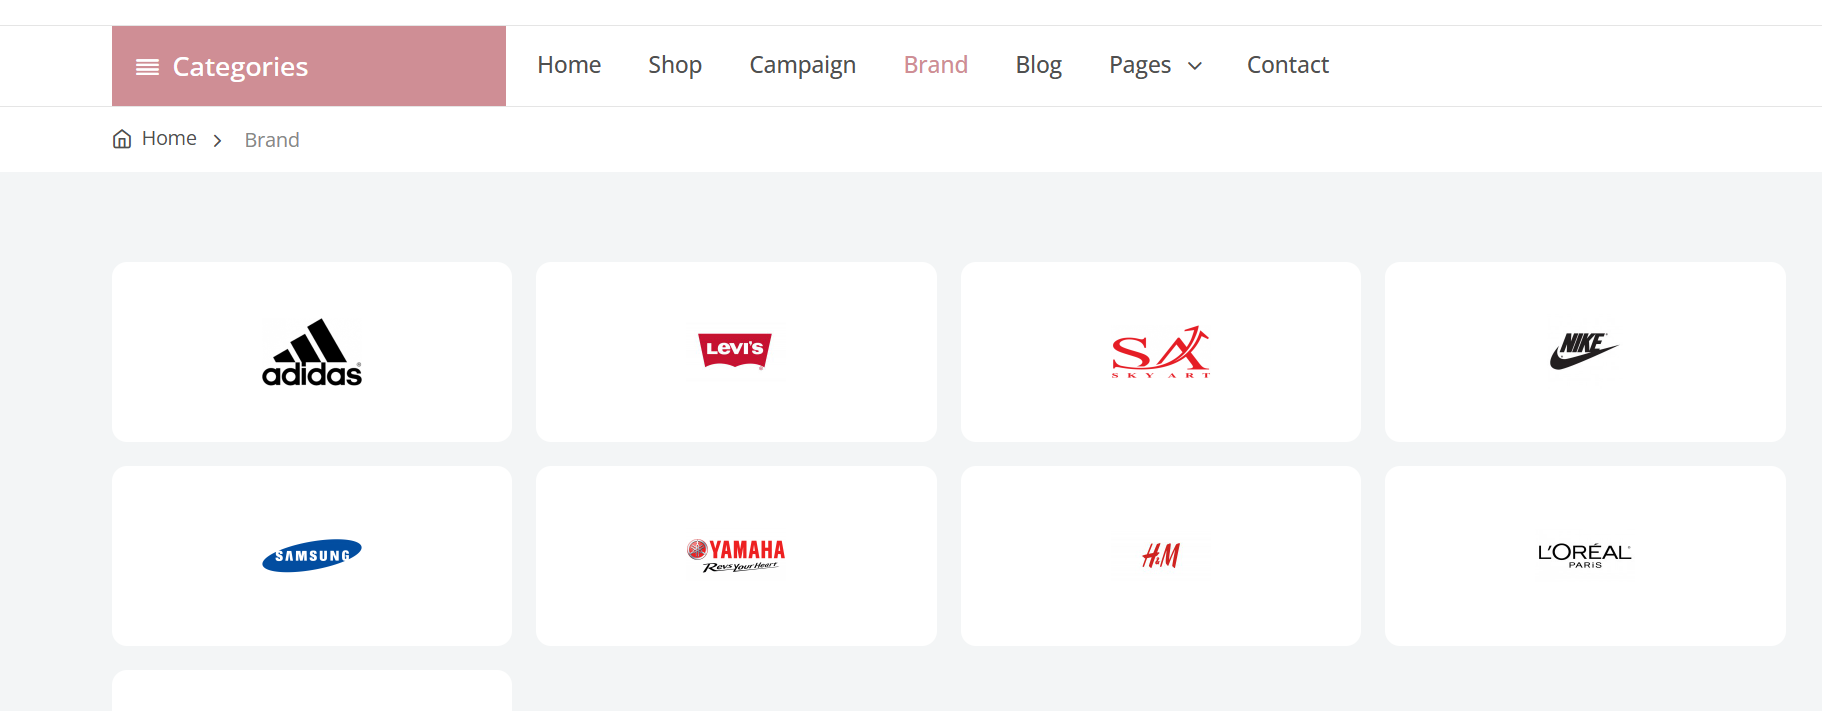 Categories
Home Shop Campaign Brand Blog Pages Contact
Home > Brand
adidas
Levi's
SA
SKY ART
NIKE
SAMSUNG
YAMAHA
Revs Your Heart
H&M
L'ORÉAL
PARIS